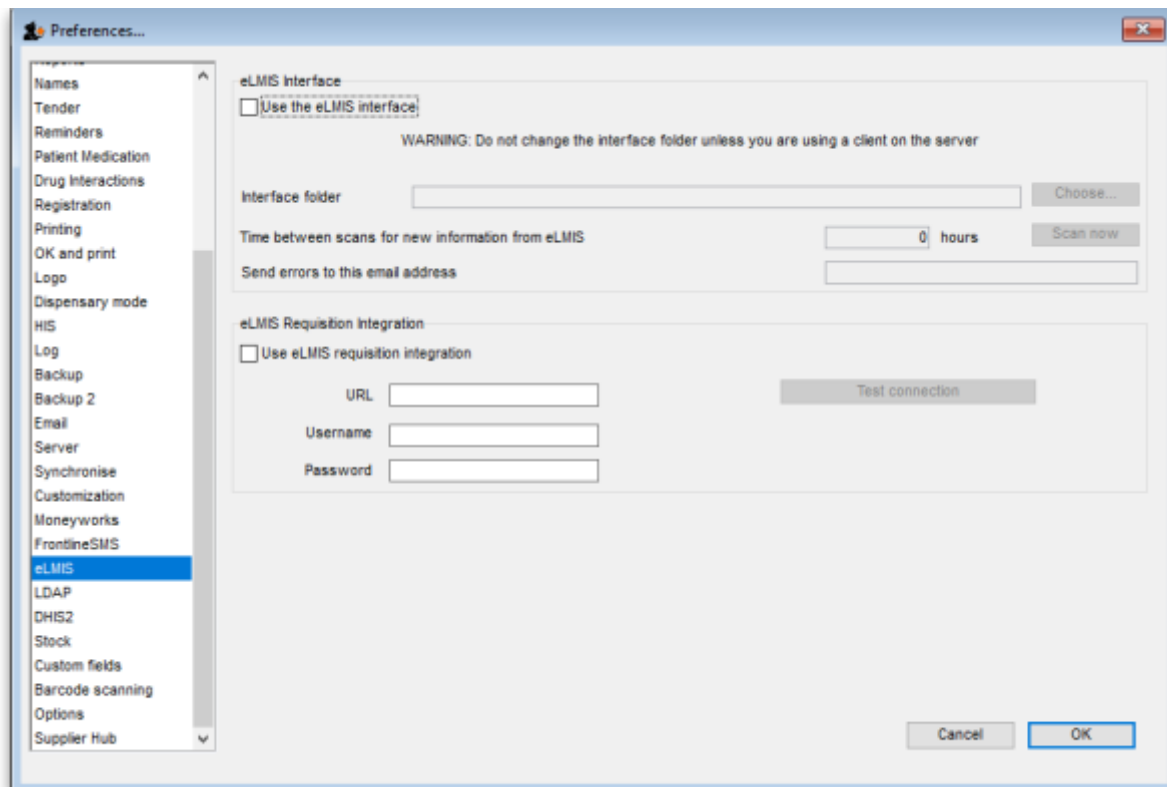 Preferences...
Names
Tender
Reminders
Patient Medication
Drug Interactions
Registration
Printing
OK and print
Logo
Dispensary mode
HIS
Log
Backup
Backup 2
Email
Server
Synchronise
Customization
Moneyworks
FrontlineSMS
eLMIS
LDAP
DHIS2
Stock
Custom fields
Barcode scanning
Options
Supplier Hub
eLMIS Interface
Use the eLMIS interface
WARNING: Do not change the interface folder unless you are using a client on the server
Interface folder
Choose...
Time between scans for new information from eLMIS 0 hours
Scan now
Send errors to this email address
eLMIS Requisition Integration
Use eLMIS requisition integration
URL
Test connection
Username
Password
Cancel
OK